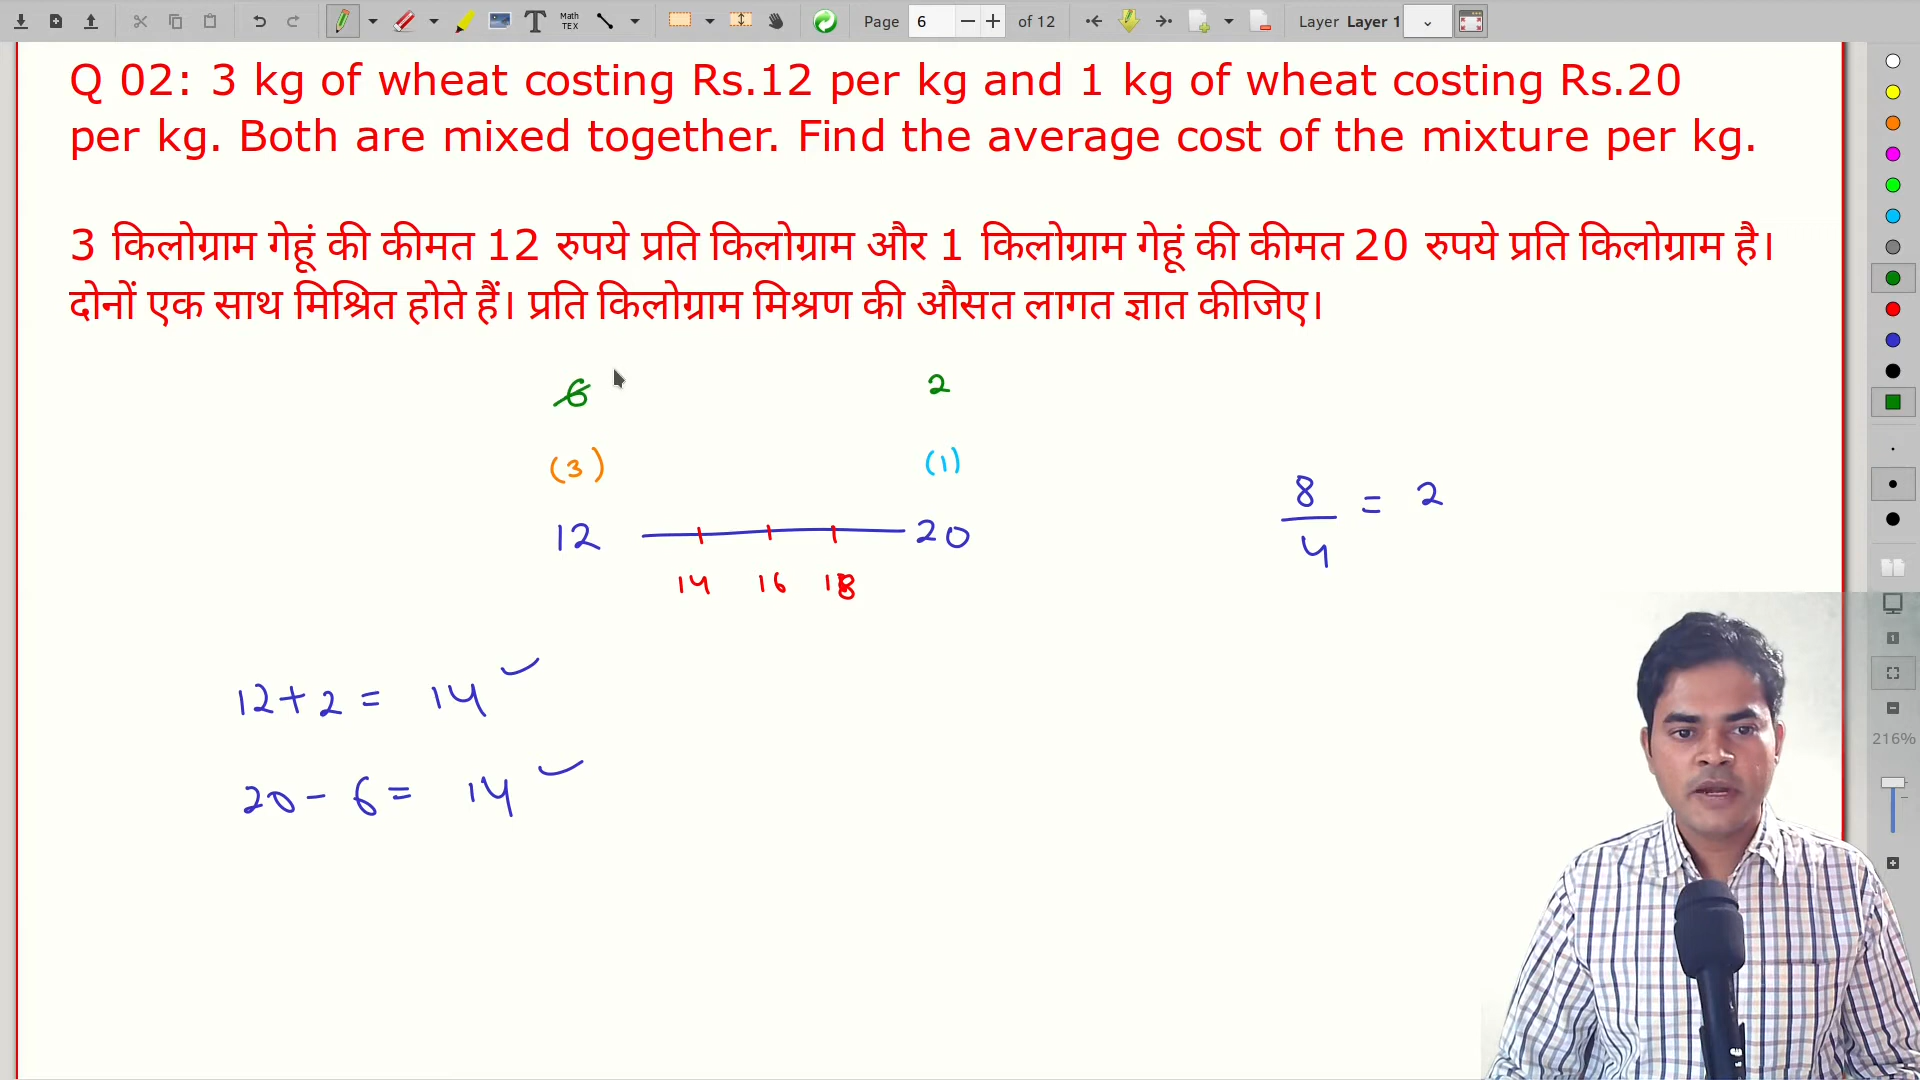 Page 6 of 12 Layer Layer 1
Q 02: 3 kg of wheat costing Rs.12 per kg and 1 kg of wheat costing Rs.20
per kg. Both are mixed together. Find the average cost of the mixture per kg.
3 किलोग्राम गेहूं की कीमत 12 रुपये प्रति किलोग्राम और 1 किलोग्राम गेहूं की कीमत 20 रुपये प्रति किलोग्राम है।
दोनों एक साथ मिश्रित होते हैं। प्रति किलोग्राम मिश्रण की औसत लागत ज्ञात कीजिए।
6 2
(3) (1)
12 20
14 16 18
8/4 = 2
12+2= 14
20-6= 14
T Math TEX
216%